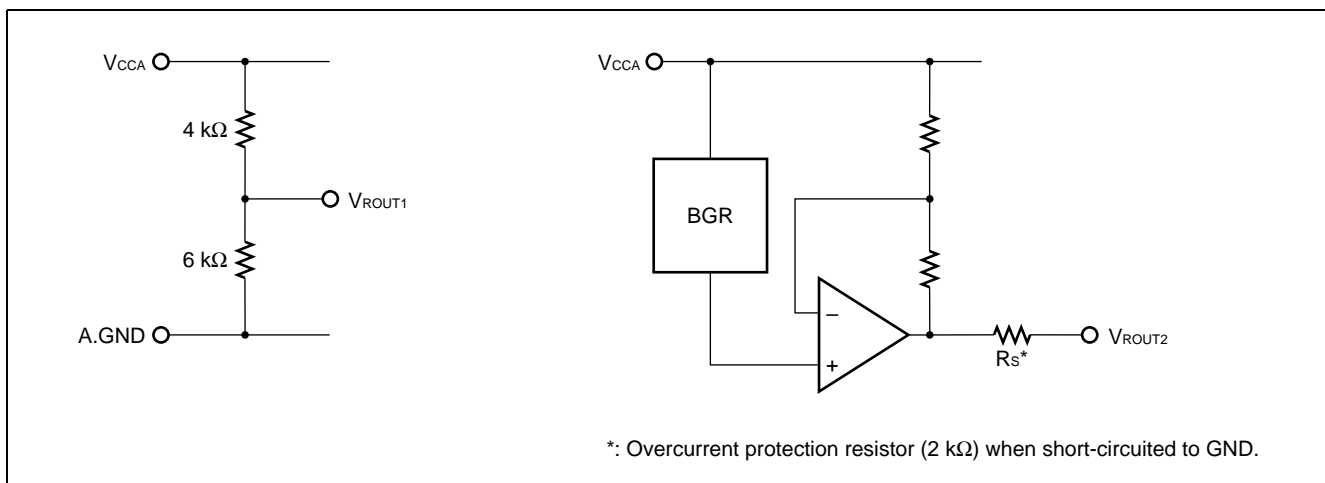 VCCA
4 kΩ
VROUT1
6 kΩ
A.GND
VCCA
BGR
−
+
RS*
VROUT2
*: Overcurrent protection resistor (2 kΩ) when short-circuited to GND.